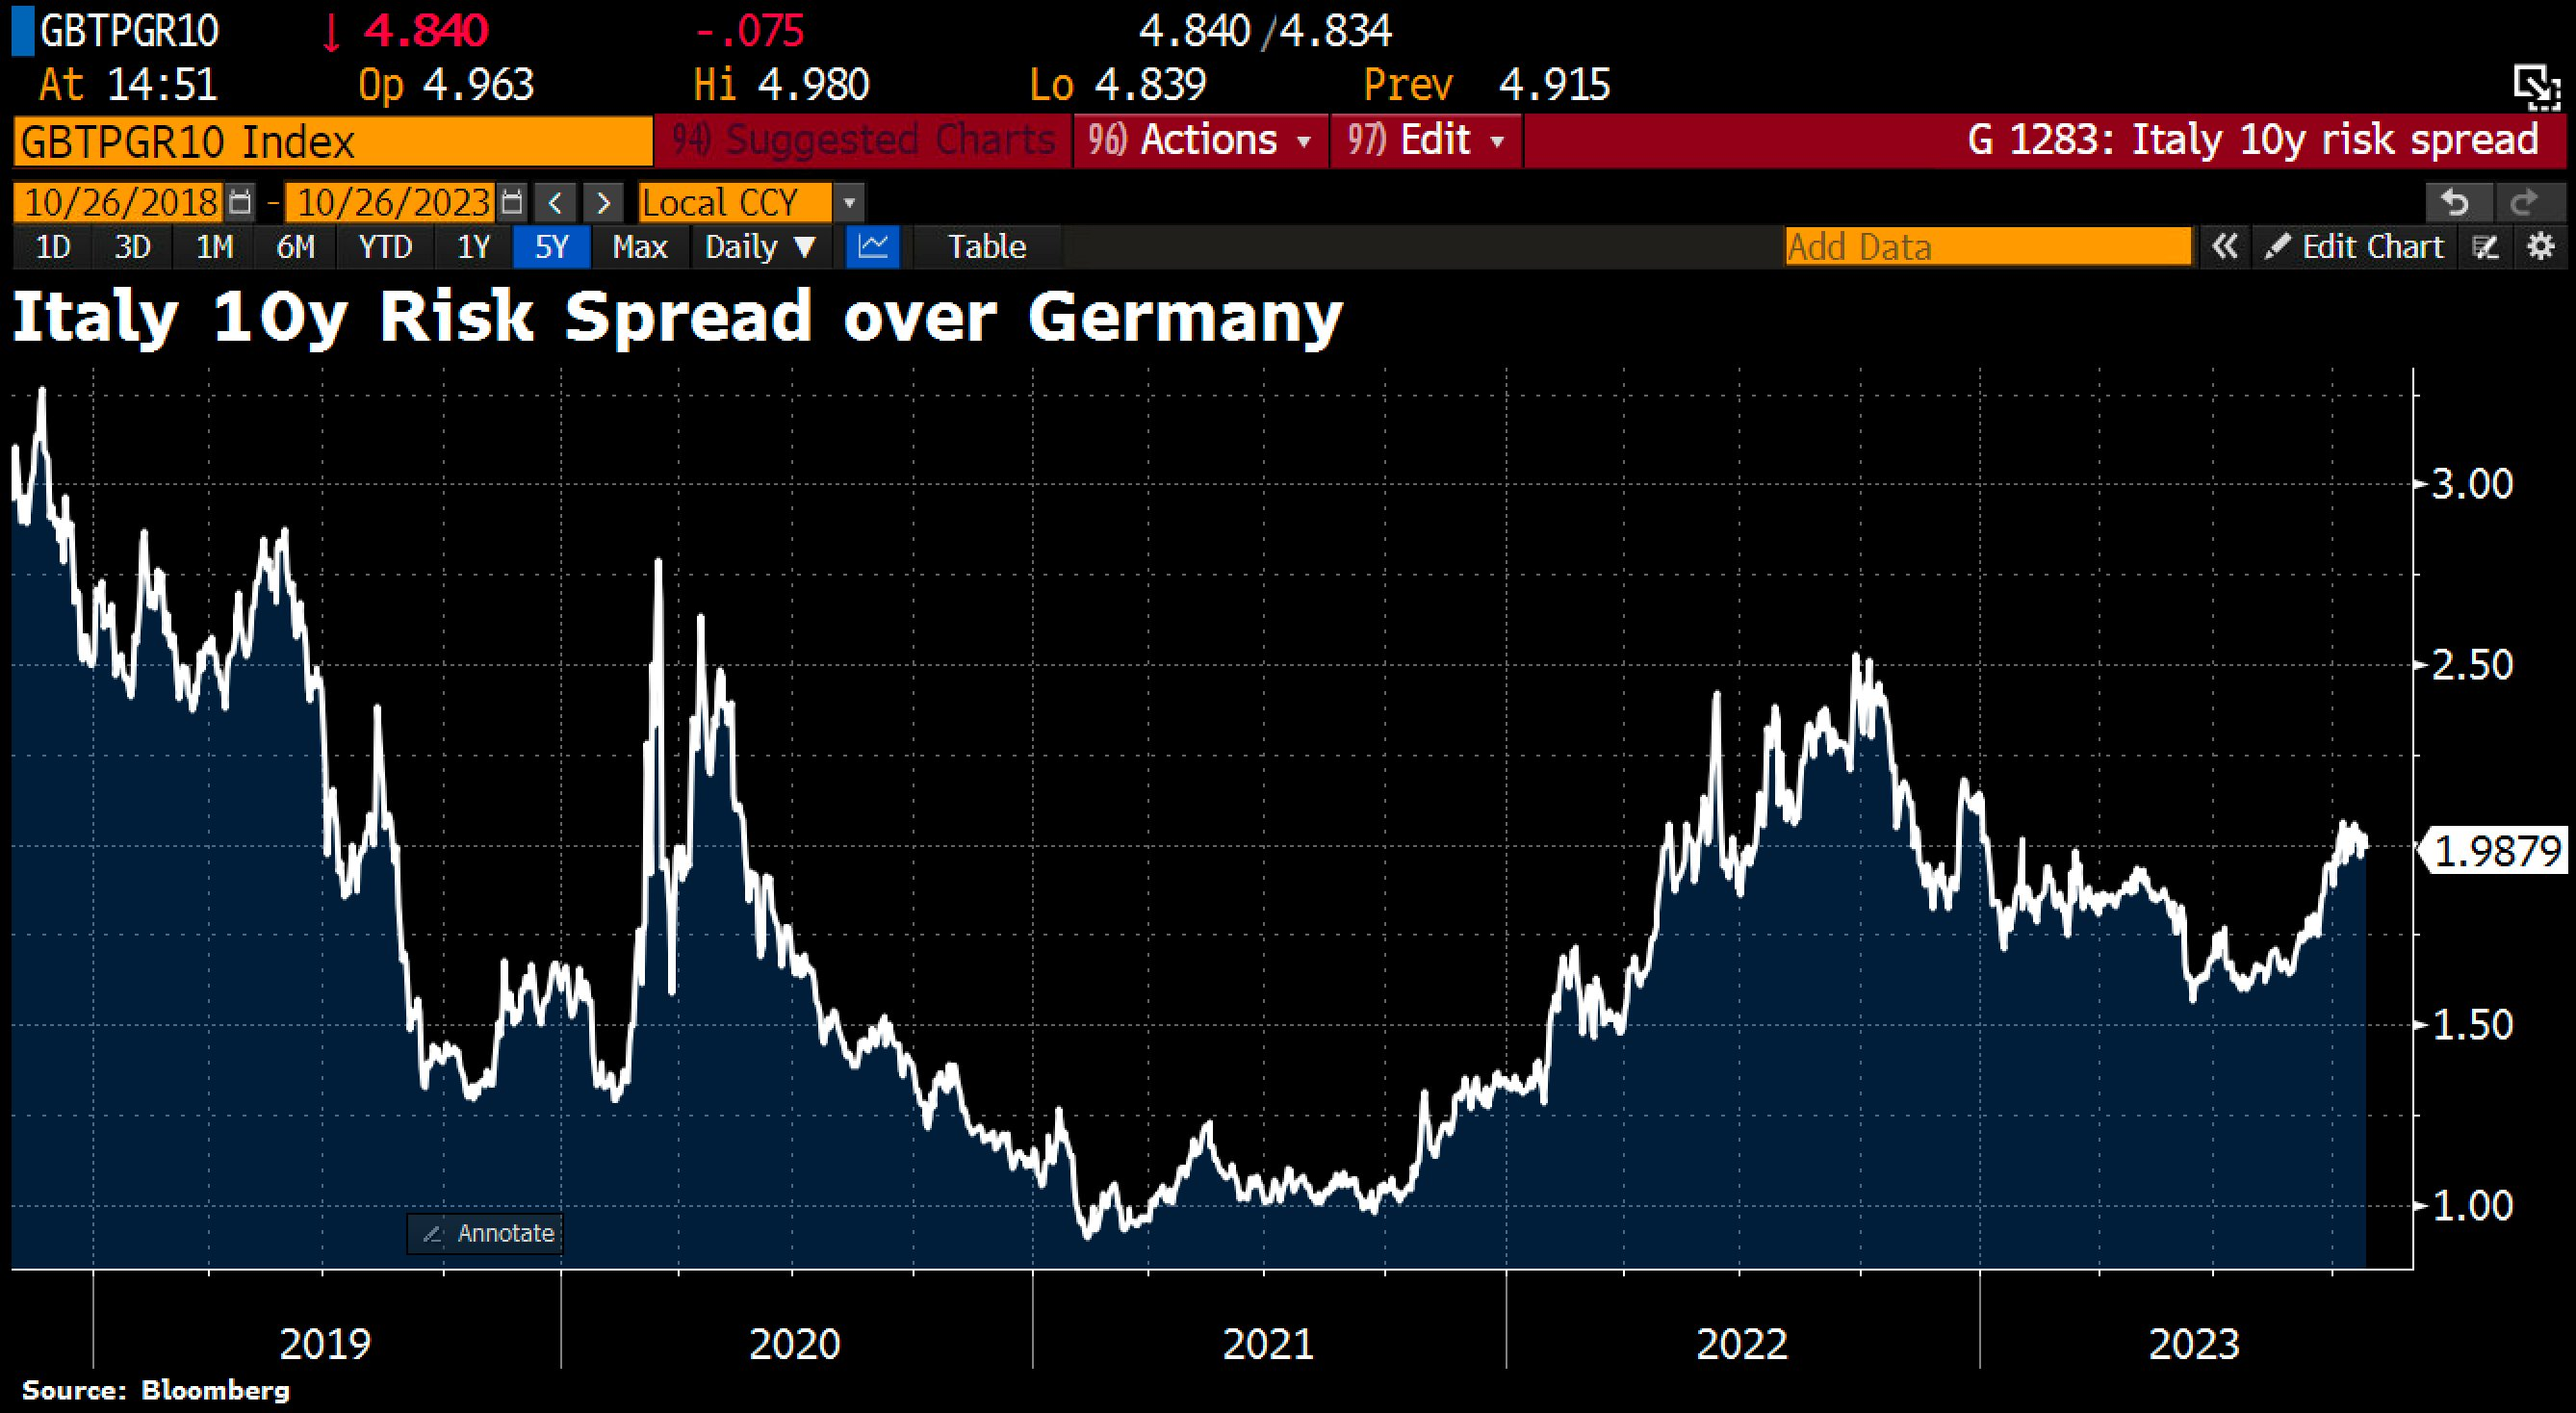 GBTPGR10 ↓ 4.840 -.075 4.840 /4.834
At 14:51 Op 4.963 Hi 4.980 Lo 4.839 Prev 4.915
GBTPGR10 Index 94) Suggested Charts 96) Actions ▾ 97) Edit ▾ G 1283: Italy 10y risk spread
10/26/2018 - 10/26/2023 < > Local CCY ▾
1D 3D 1M 6M YTD 1Y 5Y Max Daily ▼ Table Add Data « Edit Chart
Italy 10y Risk Spread over Germany
3.00
2.50
1.9879
1.50
1.00
Annotate
2019 2020 2021 2022 2023
Source: Bloomberg